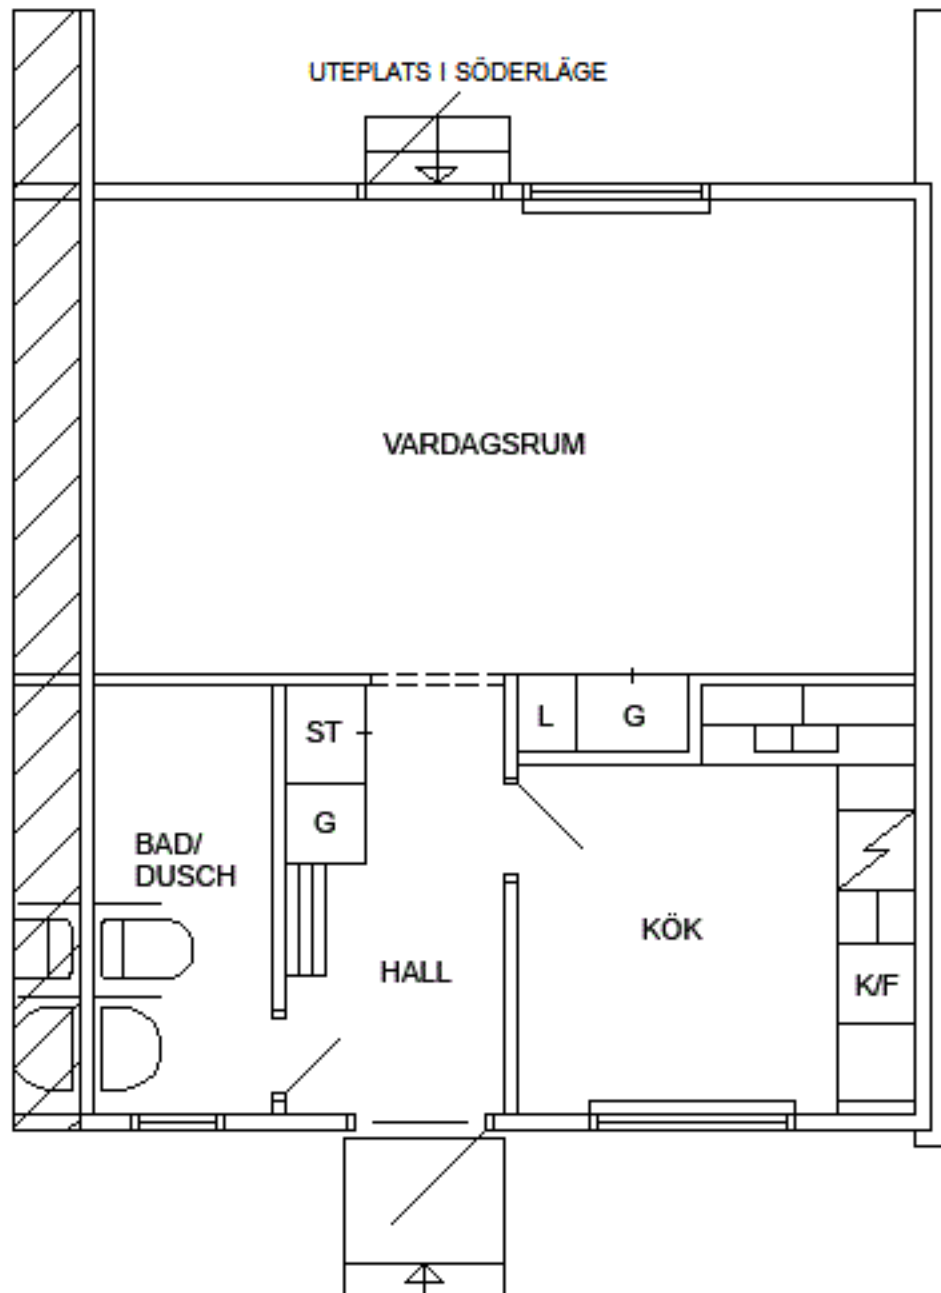 UTEPLATS I SÖDERLÄGE
VARDAGSRUM
ST
L
G
G
BAD/
DUSCH
KÖK
HALL
K/F